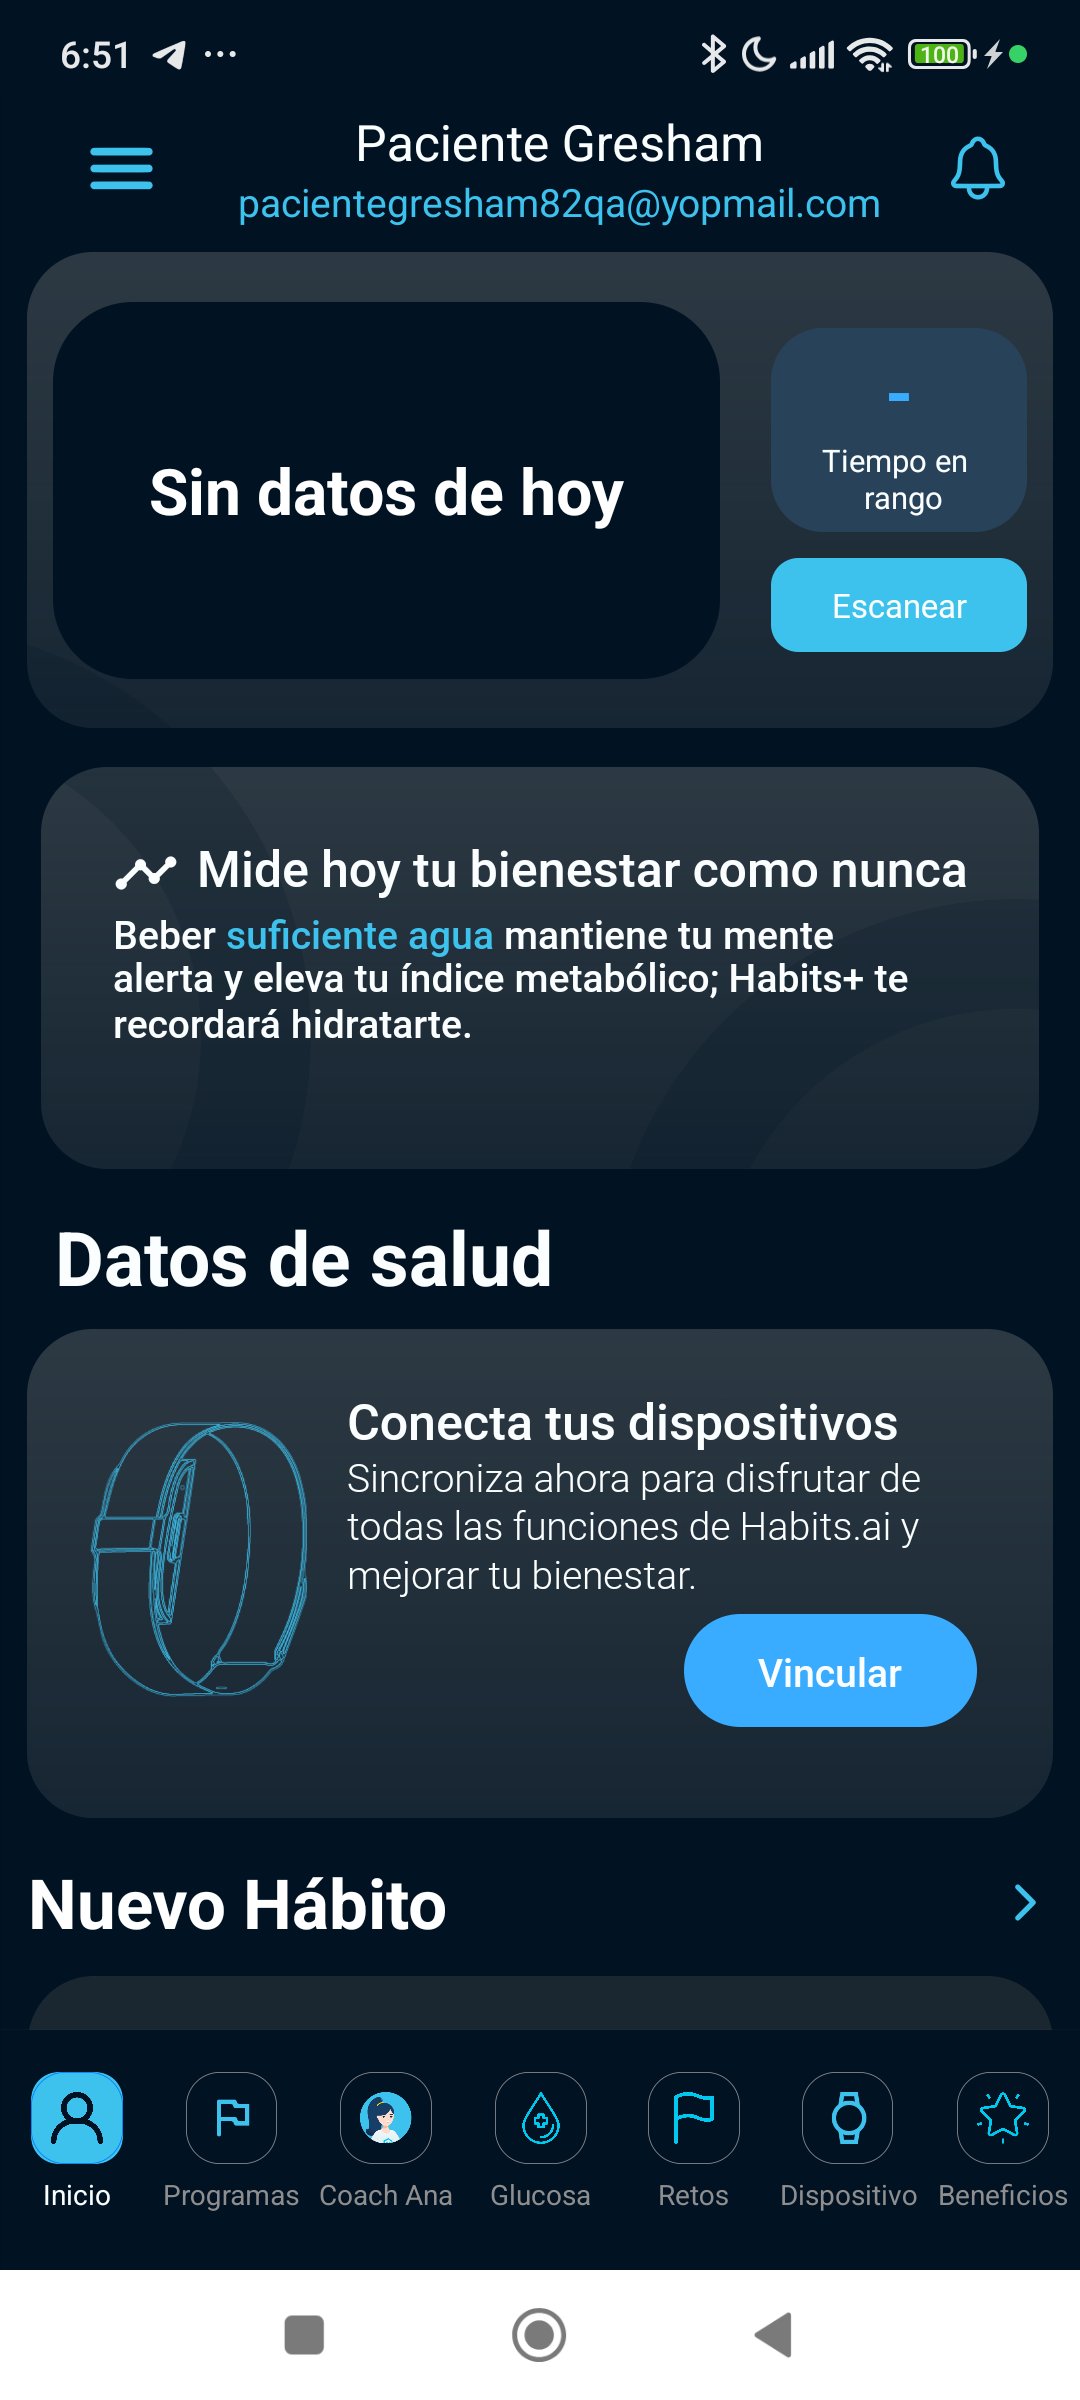 6:51
100
Paciente Gresham
pacientegresham82qa@yopmail.com
Sin datos de hoy
-
Tiempo en
rango
Escanear
Mide hoy tu bienestar como nunca
Beber suficiente agua mantiene tu mente
alerta y eleva tu índice metabólico; Habits+ te
recordará hidratarte.
Datos de salud
Conecta tus dispositivos
Sincroniza ahora para disfrutar de
todas las funciones de Habits.ai y
mejorar tu bienestar.
Vincular
Nuevo Hábito
Inicio
Programas
Coach Ana
Glucosa
Retos
Dispositivo
Beneficios